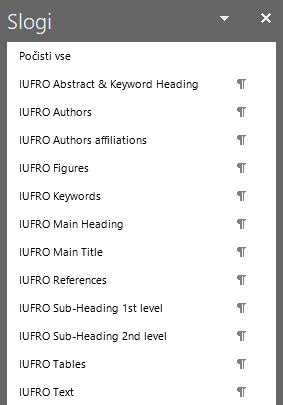 Slogi
Počisti vse
IUFRO Abstract & Keyword Heading ¶
IUFRO Authors ¶
IUFRO Authors affiliations ¶
IUFRO Figures ¶
IUFRO Keywords ¶
IUFRO Main Heading ¶
IUFRO Main Title ¶
IUFRO References ¶
IUFRO Sub-Heading 1st level ¶
IUFRO Sub-Heading 2nd level ¶
IUFRO Tables ¶
IUFRO Text ¶